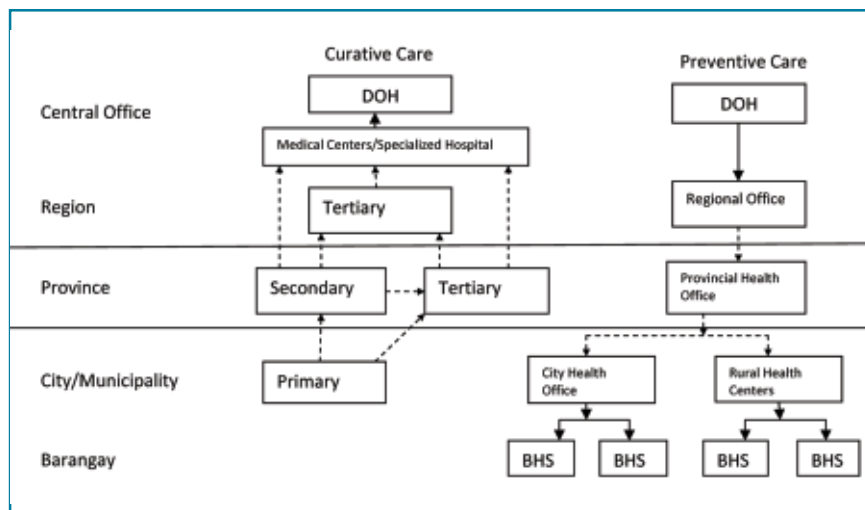 Curative Care
Preventive Care
Central Office
DOH
DOH
Medical Centers/Specialized Hospital
Region
Tertiary
Regional Office
Province
Secondary
Tertiary
Provincial Health
Office
City/Municipality
Primary
City Health
Office
Rural Health
Centers
Barangay
BHS
BHS
BHS
BHS